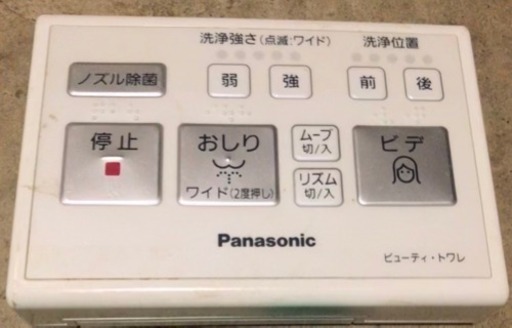 洗浄強さ(点滅:ワイド)
洗浄位置
ノズル除菌
弱
強
前
後
停止
おしり
ワイド(2度押し)
ムーブ
切/入
リズム
切/入
ビデ
Panasonic
ビューティ・トワレ